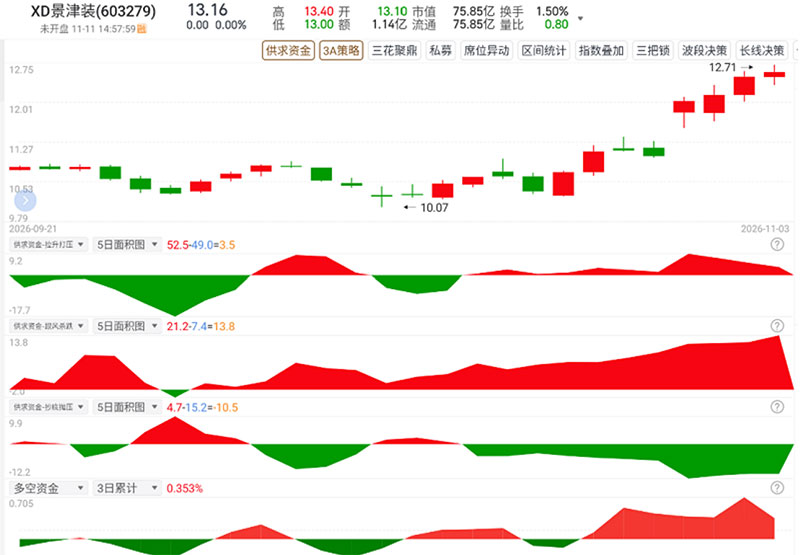 XD景津装(603279) 13.16 高 13.40 开 13.10 市值 75.85亿 换手 1.50%
未开盘 11-11 14:57:59 0.00 0.00% 低 13.00 额 1.14亿 流通 75.85亿 量比 0.80
供求资金 3A策略 三花聚鼎 私募 席位异动 区间统计 指数叠加 三把锁 波段决策 长线决策
12.75
12.71
12.01
11.27
10.53
10.07
9.79
2026-09-21 2026-11-03
供求资金-拉升打压 5日面积图 52.5-49.0=3.5
9.2
-17.7
供求资金-跟风杀跌 5日面积图 21.2-7.4=13.8
13.8
-2.0
供求资金-抄底抛压 5日面积图 4.7-15.2=-10.5
9.9
-12.2
多空资金 3日累计 0.353%
0.705